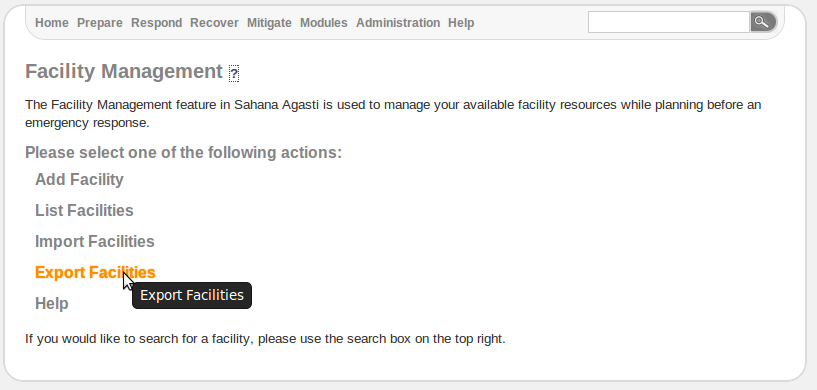 Home Prepare Respond Recover Mitigate Modules Administration Help
Facility Management ?
The Facility Management feature in Sahana Agasti is used to manage your available facility resources while planning before an
emergency response.
Please select one of the following actions:
Add Facility
List Facilities
Import Facilities
Export Facilities
Export Facilities
Help
If you would like to search for a facility, please use the search box on the top right.